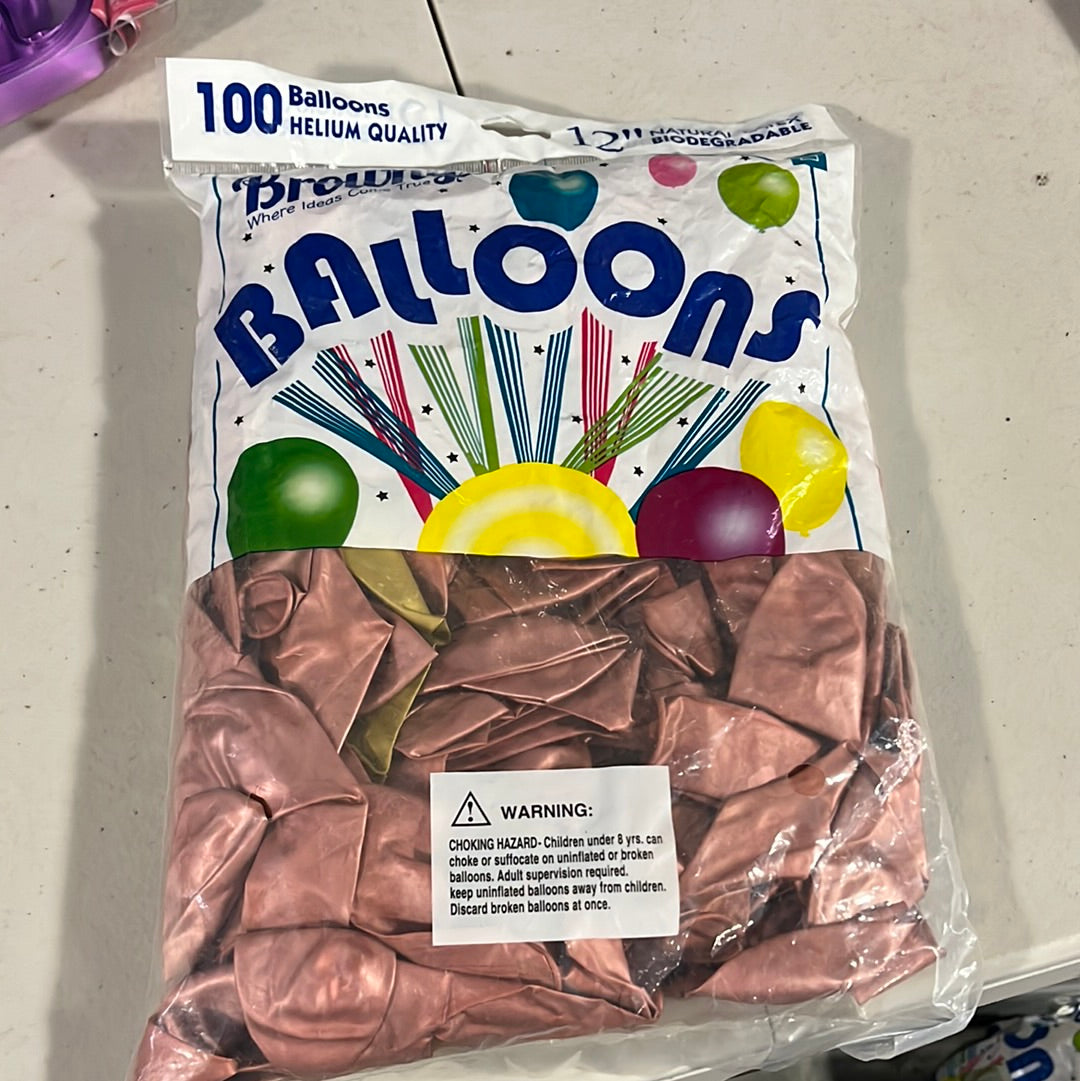 100 Balloons
HELIUM QUALITY
12" NATURAL LATEX
BIODEGRADABLE
Where Ideas Come True
BALLOONS
WARNING:
CHOKING HAZARD- Children under 8 yrs. can
choke or suffocate on uninflated or broken
balloons. Adult supervision required.
keep uninflated balloons away from children.
Discard broken balloons at once.